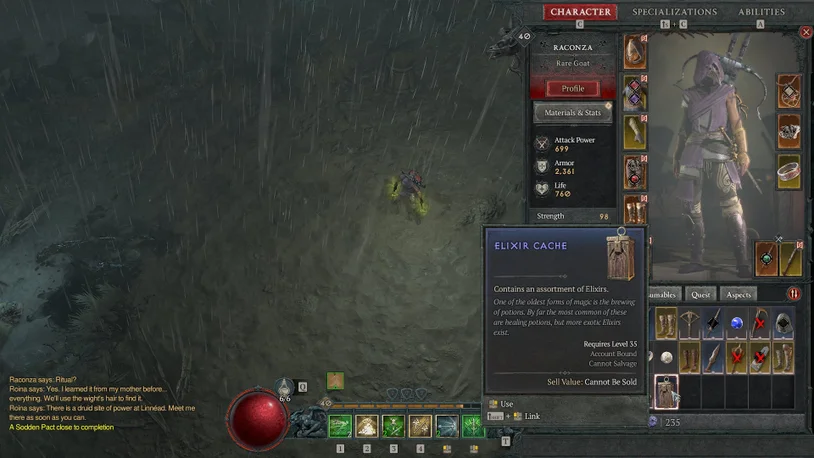 CHARACTER
SPECIALIZATIONS
ABILITIES
C
+ C
A
40
RACONZA
Rare Goat
Profile
Materials & Stats
Attack Power
699
Armor
2,361
Life
760
Strength 98
ELIXIR CACHE
Contains an assortment of Elixirs.
One of the oldest forms of magic is the brewing
of potions. By far the most common of these
are healing potions, but more exotic Elixirs
exist.
Requires Level 35
Account Bound
Cannot Salvage
Sell Value: Cannot Be Sold
Use
+ Link
Quest
Aspects
235
Raconza says: Ritual?
Roina says: Yes. I learned it from my mother before...
everything. We'll use the wight's hair to find it.
Roina says: There is a druid site of power at Linnéad. Meet me
there as soon as you can.
A Sodden Pact close to completion
6/6
Q
40
1
2
3
4
T